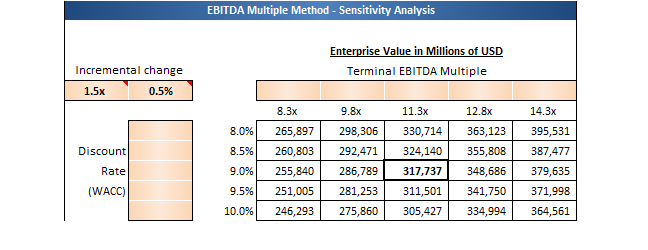 EBITDA Multiple Method - Sensitivity Analysis
Enterprise Value in Millions of USD
Incremental change Terminal EBITDA Multiple
1.5x 0.5%
8.3x 9.8x 11.3x 12.8x 14.3x
8.0% 265,897 298,306 330,714 363,123 395,531
Discount 8.5% 260,803 292,471 324,140 355,808 387,477
Rate 9.0% 255,840 286,789 317,737 348,686 379,635
(WACC) 9.5% 251,005 281,253 311,501 341,750 371,998
10.0% 246,293 275,860 305,427 334,994 364,561